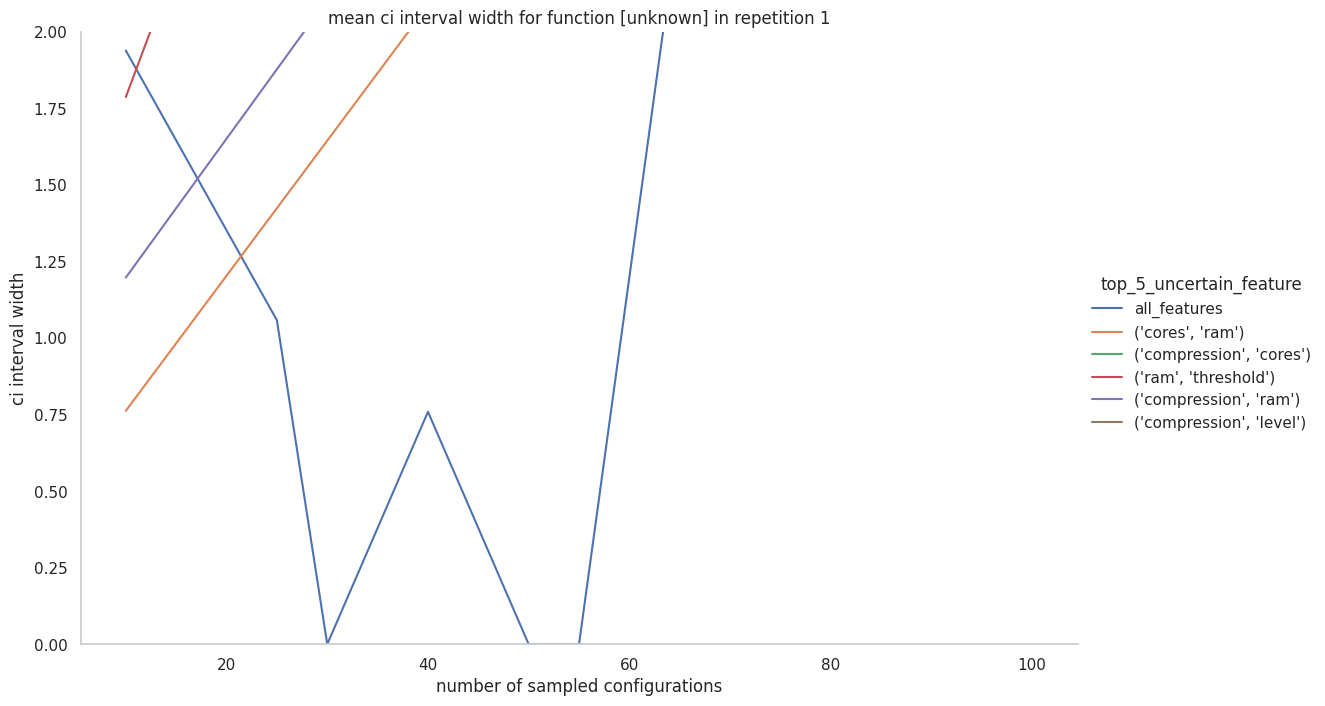 mean ci interval width for function [unknown] in repetition 1
2.00
1.75
1.50
1.25
1.00
0.75
0.50
0.25
0.00
ci interval width
20 40 60 80 100
number of sampled configurations
top_5_uncertain_feature
all_features
('cores', 'ram')
('compression', 'cores')
('ram', 'threshold')
('compression', 'ram')
('compression', 'level')